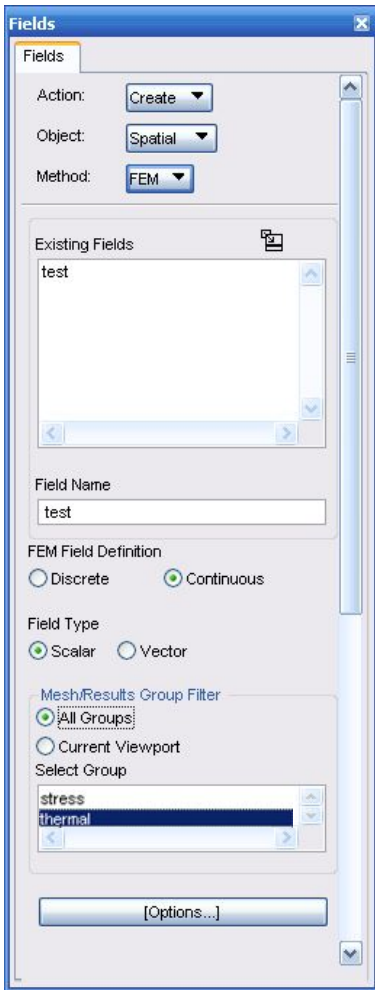 Fields
Fields
Action: Create
Object: Spatial
Method: FEM
Existing Fields
test
Field Name
test
FEM Field Definition
Discrete Continuous
Field Type
Scalar Vector
Mesh/Results Group Filter
All Groups
Current Viewport
Select Group
stress
thermal
[Options...]